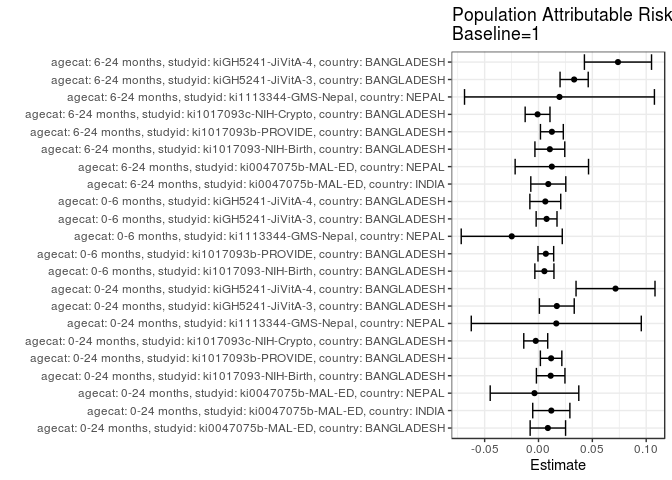 Population Attributable Risk
Baseline=1
agecat: 6-24 months, studyid: kiGH5241-JiVitA-4, country: BANGLADESH
agecat: 6-24 months, studyid: kiGH5241-JiVitA-3, country: BANGLADESH
agecat: 6-24 months, studyid: ki1113344-GMS-Nepal, country: NEPAL
agecat: 6-24 months, studyid: ki1017093c-NIH-Crypto, country: BANGLADESH
agecat: 6-24 months, studyid: ki1017093b-PROVIDE, country: BANGLADESH
agecat: 6-24 months, studyid: ki1017093-NIH-Birth, country: BANGLADESH
agecat: 6-24 months, studyid: ki0047075b-MAL-ED, country: NEPAL
agecat: 6-24 months, studyid: ki0047075b-MAL-ED, country: INDIA
agecat: 0-6 months, studyid: kiGH5241-JiVitA-4, country: BANGLADESH
agecat: 0-6 months, studyid: kiGH5241-JiVitA-3, country: BANGLADESH
agecat: 0-6 months, studyid: ki1113344-GMS-Nepal, country: NEPAL
agecat: 0-6 months, studyid: ki1017093b-PROVIDE, country: BANGLADESH
agecat: 0-6 months, studyid: ki1017093-NIH-Birth, country: BANGLADESH
agecat: 0-24 months, studyid: kiGH5241-JiVitA-4, country: BANGLADESH
agecat: 0-24 months, studyid: kiGH5241-JiVitA-3, country: BANGLADESH
agecat: 0-24 months, studyid: ki1113344-GMS-Nepal, country: NEPAL
agecat: 0-24 months, studyid: ki1017093c-NIH-Crypto, country: BANGLADESH
agecat: 0-24 months, studyid: ki1017093b-PROVIDE, country: BANGLADESH
agecat: 0-24 months, studyid: ki1017093-NIH-Birth, country: BANGLADESH
agecat: 0-24 months, studyid: ki0047075b-MAL-ED, country: NEPAL
agecat: 0-24 months, studyid: ki0047075b-MAL-ED, country: INDIA
agecat: 0-24 months, studyid: ki0047075b-MAL-ED, country: BANGLADESH
-0.05 0.00 0.05 0.10
Estimate